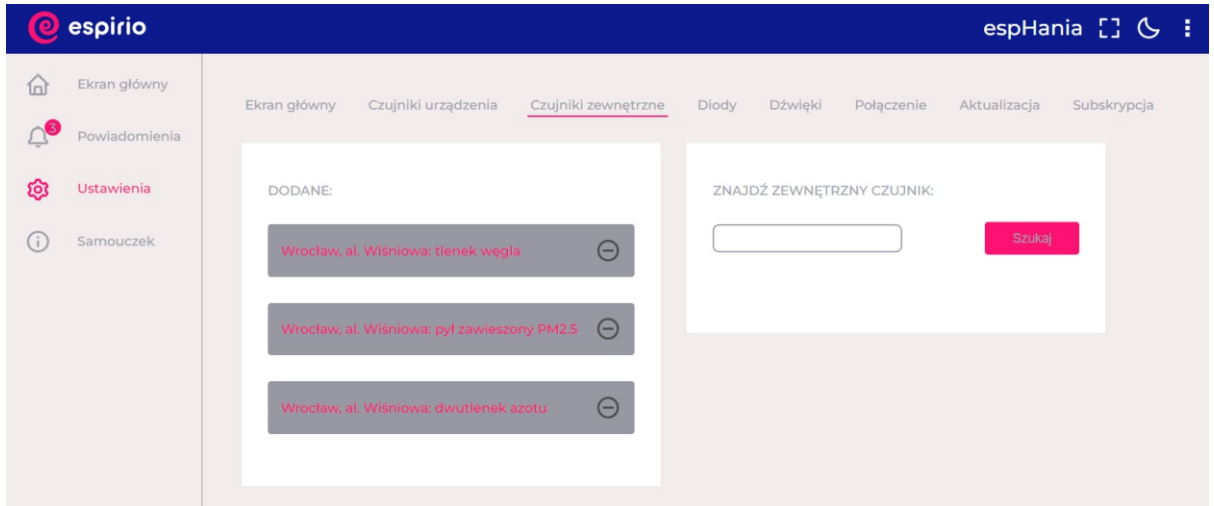 espirio
espHania
Ekran główny
3
Powiadomienia
Ustawienia
Samouczek
Ekran główny Czujniki urządzenia Czujniki zewnętrzne Diody Dźwięki Połączenie Aktualizacja Subskrypcja
DODANE:
Wrocław, al. Wiśniowa: tlenek węgla
Wrocław, al. Wiśniowa: pył zawieszony PM2.5
Wrocław, al. Wiśniowa: dwutlenek azotu
ZNAJDŹ ZEWNĘTRZNY CZUJNIK:
Szukaj